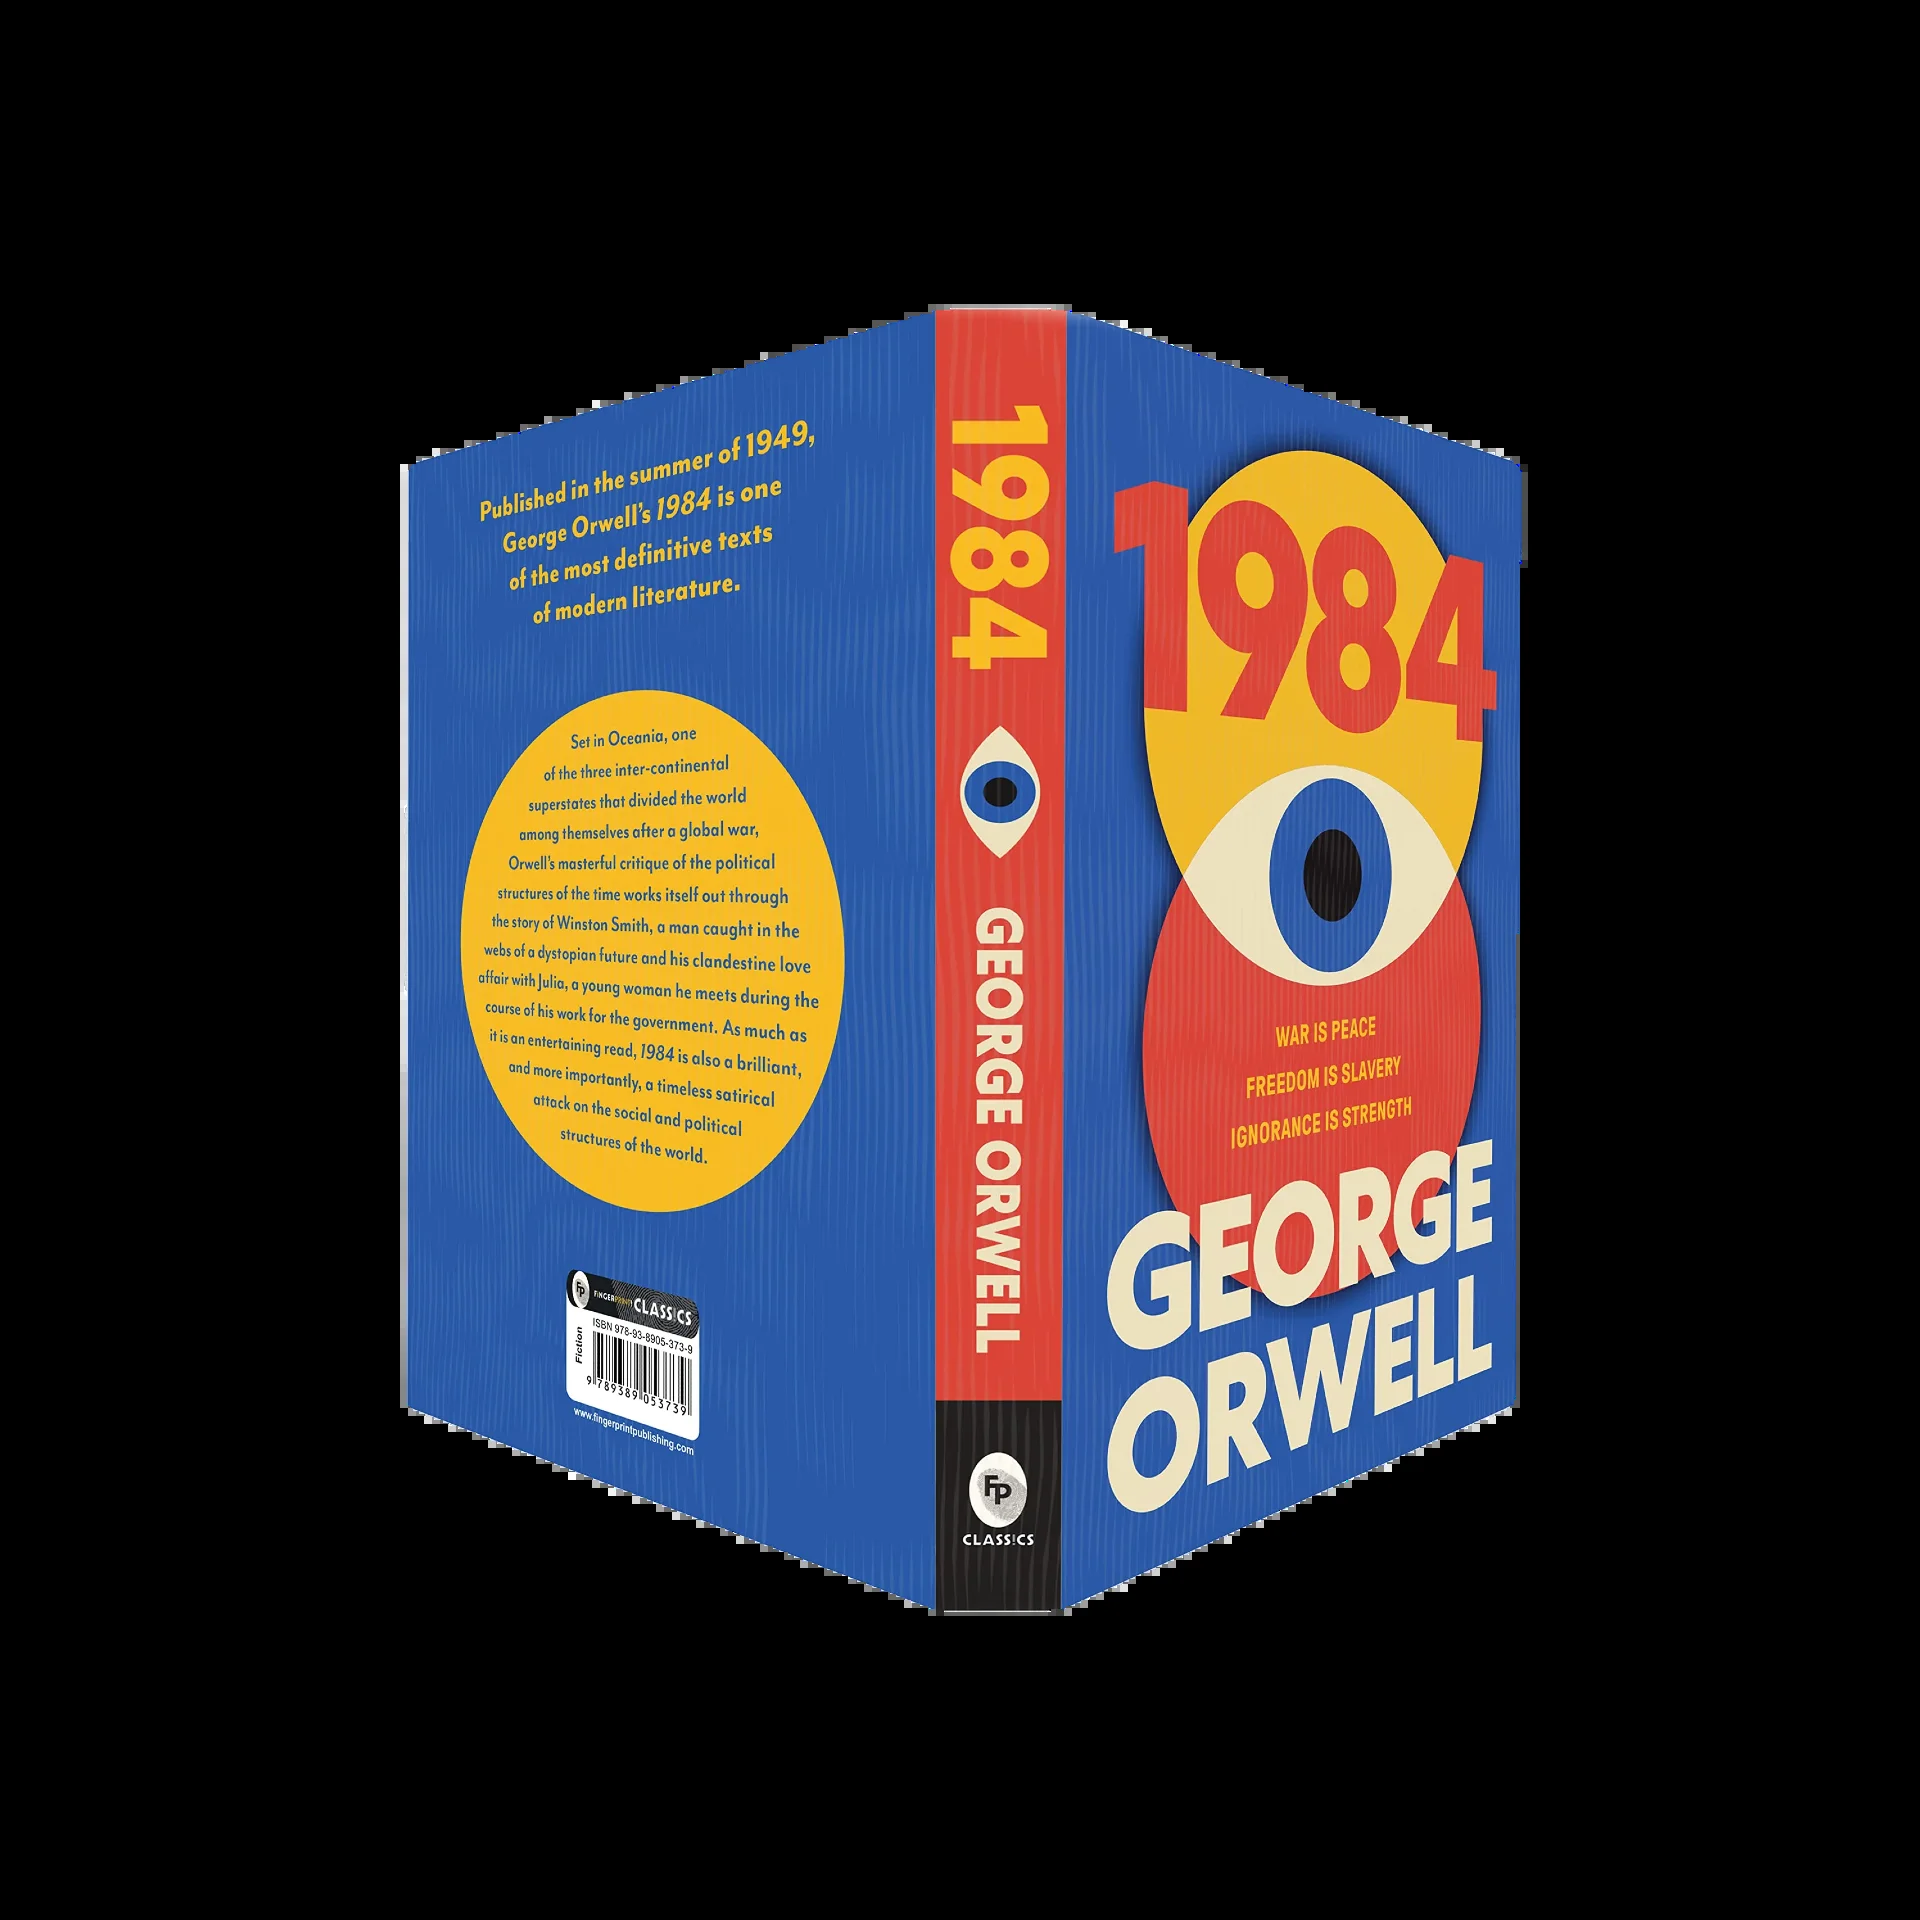 Published in the summer of 1949,
George Orwell's 1984 is one
of the most definitive texts
of modern literature.
Set in Oceania, one
of the three inter-continental
superstates that divided the world
among themselves after a global war,
Orwell's masterful critique of the political
structures of the time works itself out through
the story of Winston Smith, a man caught in the
webs of a dystopian future and his clandestine love
affair with Julia, a young woman he meets during the
course of his work for the government. As much as
it is an entertaining read, 1984 is also a brilliant,
and more importantly, a timeless satirical
attack on the social and political
structures of the world.
FP FiNGERPRINT! CLASS!CS
ISBN 978-93-8905-373-9
Fiction
9 789389 053739
www.fingerprintpublishing.com
1984
GEORGE ORWELL
FP
CLASS!CS
1984
WAR IS PEACE
FREEDOM IS SLAVERY
IGNORANCE IS STRENGTH
GEORGE
ORWELL